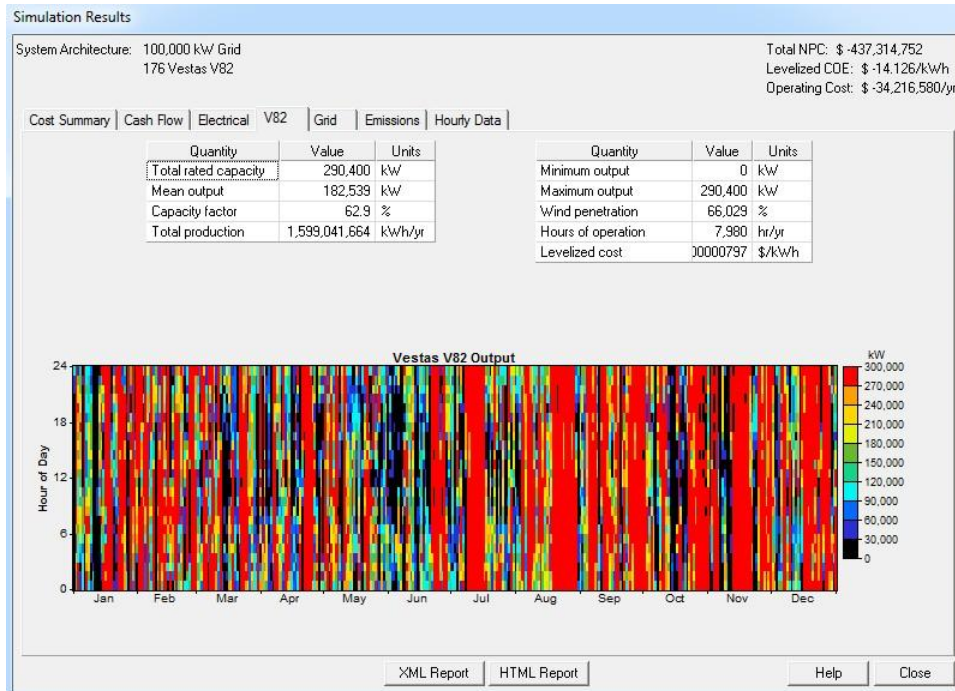 Simulation Results
System Architecture: 100,000 kW Grid
176 Vestas V82
Total NPC: $ -437,314,752
Levelized COE: $ -14.126/kWh
Operating Cost: $ -34,216,580/yr
Cost Summary Cash Flow Electrical V82 Grid Emissions Hourly Data
Quantity Value Units
Total rated capacity 290,400 kW
Mean output 182,539 kW
Capacity factor 62.9 %
Total production 1,599,041,664 kWh/yr
Quantity Value Units
Minimum output 0 kW
Maximum output 290,400 kW
Wind penetration 66,029 %
Hours of operation 7,980 hr/yr
Levelized cost 00000797 $/kWh
Vestas V82 Output
Hour of Day
24
18
12
6
0
Jan Feb Mar Apr May Jun Jul Aug Sep Oct Nov Dec
kW
300,000
270,000
240,000
210,000
180,000
150,000
120,000
90,000
60,000
30,000
0
XML Report HTML Report Help Close